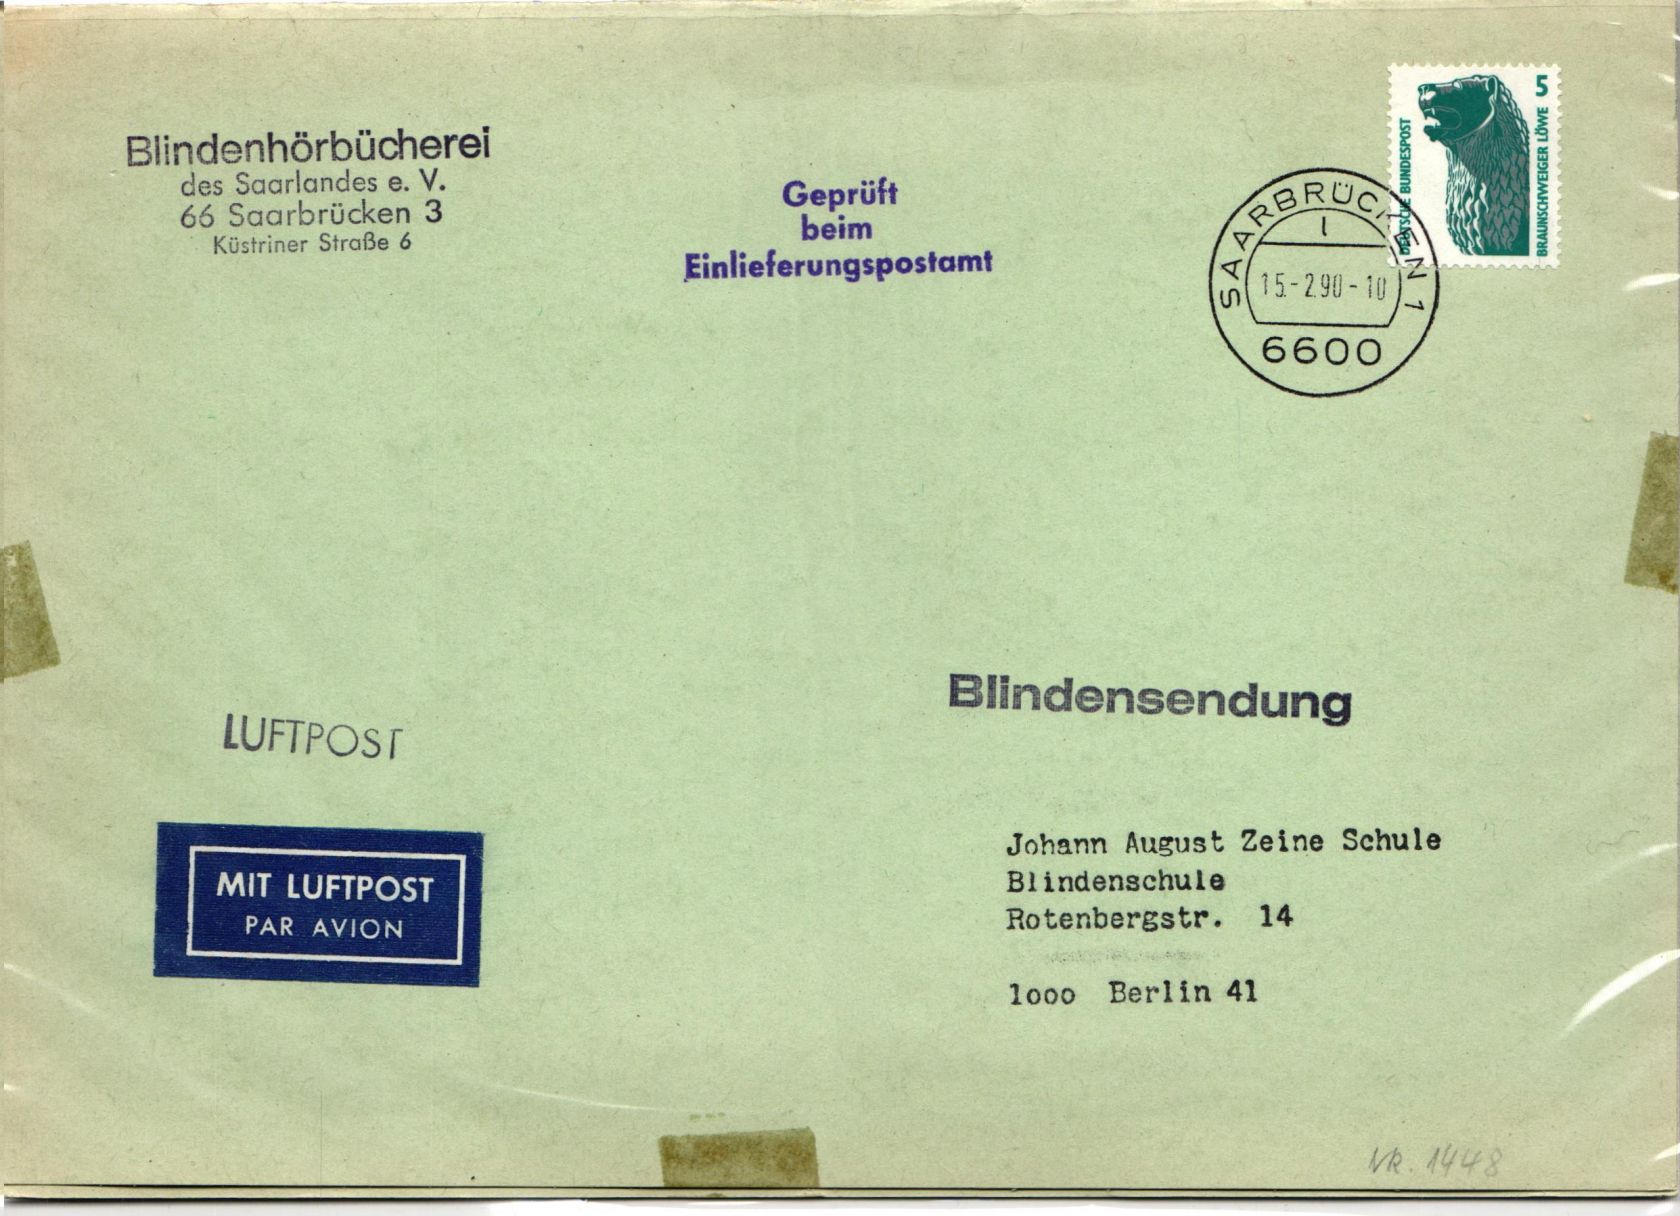 Blindenhörbücherei
des Saarlandes e. V.
66 Saarbrücken 3
Küstriner Straße 6
Geprüft
beim
Einlieferungspostamt
5
DEUTSCHE BUNDESPOST
BRAUNSCHWEIGER LÖWE
SAARBRÜCKEN 1
l
15.-2.90-10
6600
Blindensendung
LUFTPOST
MIT LUFTPOST
PAR AVION
Johann August Zeine Schule
Blindenschule
Rotenbergstr. 14
1ooo Berlin 41
NR. 1448